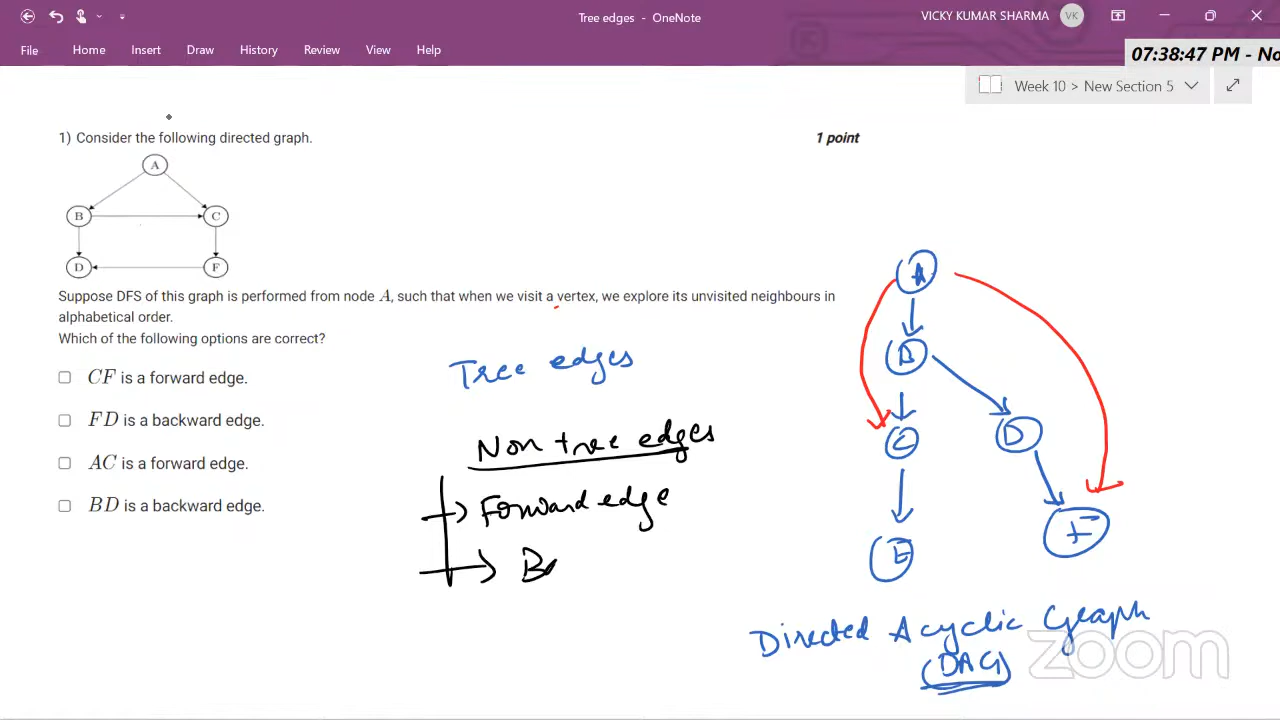 Tree edges - OneNote
VICKY KUMAR SHARMA
VK
File
Home
Insert
Draw
History
Review
View
Help
07:38:47 PM - No
Week 10 > New Section 5
1) Consider the following directed graph.
1 point
A
B
C
D
F
Suppose DFS of this graph is performed from node A, such that when we visit a vertex, we explore its unvisited neighbours in
alphabetical order.
Which of the following options are correct?
CF is a forward edge.
FD is a backward edge.
AC is a forward edge.
BD is a backward edge.
Tree edges
Non tree edges
Forward edge
Ba
A
B
C
D
E
F
Directed Acyclic Graph
(DAG)
zoom